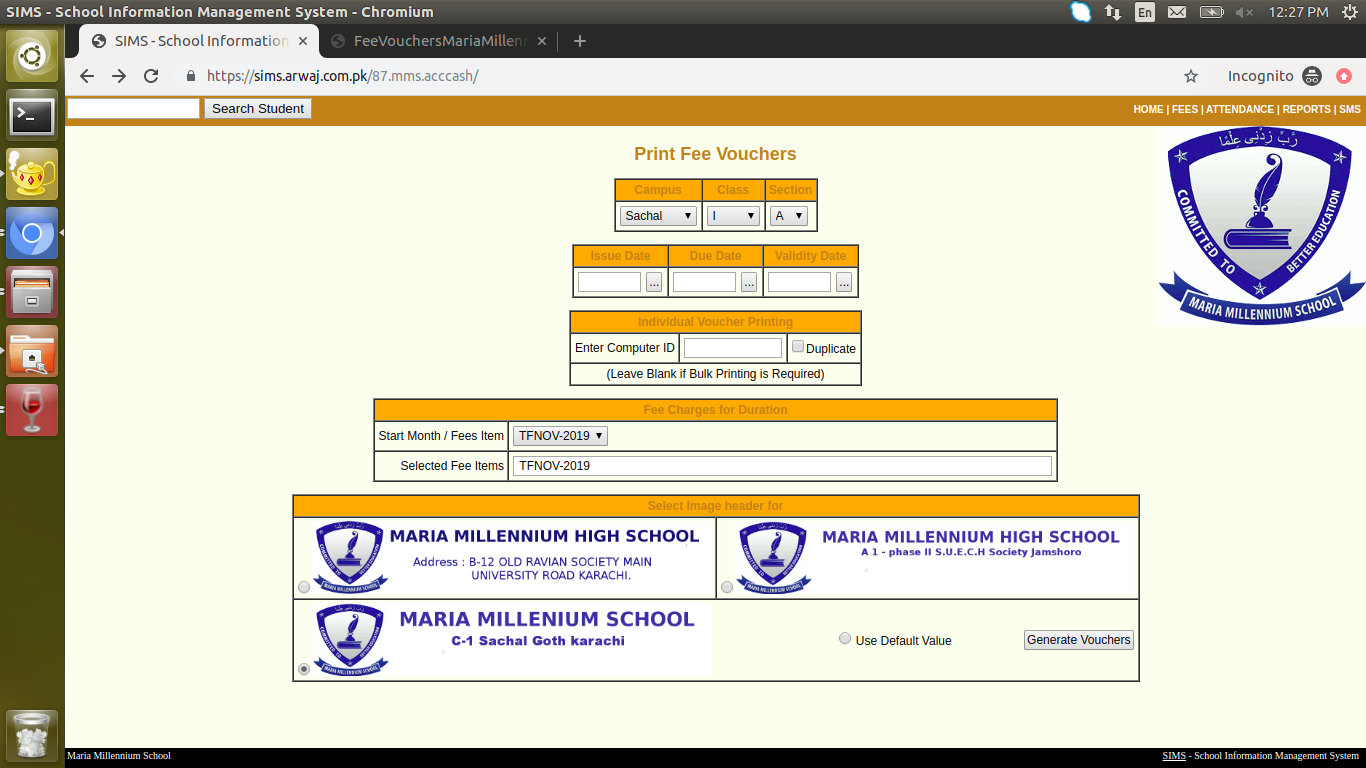 SIMS - School Information Management System - Chromium
En
12:27 PM
SIMS - School Information
FeeVouchersMariaMillenn
https://sims.arwaj.com.pk/87.mms.acccash/
Incognito
Search Student
HOME | FEES | ATTENDANCE | REPORTS | SMS
Print Fee Vouchers
رَبِّ زِدْنِي عِلْمًا
COMMITTED TO BETTER EDUCATION
MARIA MILLENNIUM SCHOOL
Campus Class Section
Sachal I A
Issue Date Due Date Validity Date
... ... ...
Individual Voucher Printing
Enter Computer ID Duplicate
(Leave Blank if Bulk Printing is Required)
Fee Charges for Duration
Start Month / Fees Item TFNOV-2019
Selected Fee Items TFNOV-2019
Select Image header for
MARIA MILLENNIUM HIGH SCHOOL
Address : B-12 OLD RAVIAN SOCIETY MAIN
UNIVERSITY ROAD KARACHI.
MARIA MILLENNIUM HIGH SCHOOL
A 1 - phase II S.U.E.C.H Society Jamshoro
MARIA MILLENIUM SCHOOL
C-1 Sachal Goth karachi
Use Default Value
Generate Vouchers
Maria Millennium School
SIMS - School Information Management System